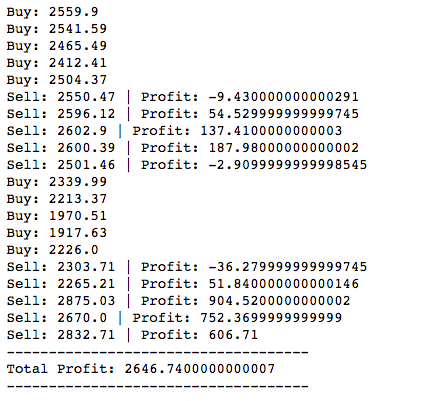 Buy: 2559.9
Buy: 2541.59
Buy: 2465.49
Buy: 2412.41
Buy: 2504.37
Sell: 2550.47 | Profit: -9.430000000000291
Sell: 2596.12 | Profit: 54.529999999999745
Sell: 2602.9 | Profit: 137.4100000000003
Sell: 2600.39 | Profit: 187.98000000000002
Sell: 2501.46 | Profit: -2.9099999999998545
Buy: 2339.99
Buy: 2213.37
Buy: 1970.51
Buy: 1917.63
Buy: 2226.0
Sell: 2303.71 | Profit: -36.279999999999745
Sell: 2265.21 | Profit: 51.840000000000146
Sell: 2875.03 | Profit: 904.5200000000002
Sell: 2670.0 | Profit: 752.3699999999999
Sell: 2832.71 | Profit: 606.71
------------------------------------
Total Profit: 2646.7400000000007
------------------------------------